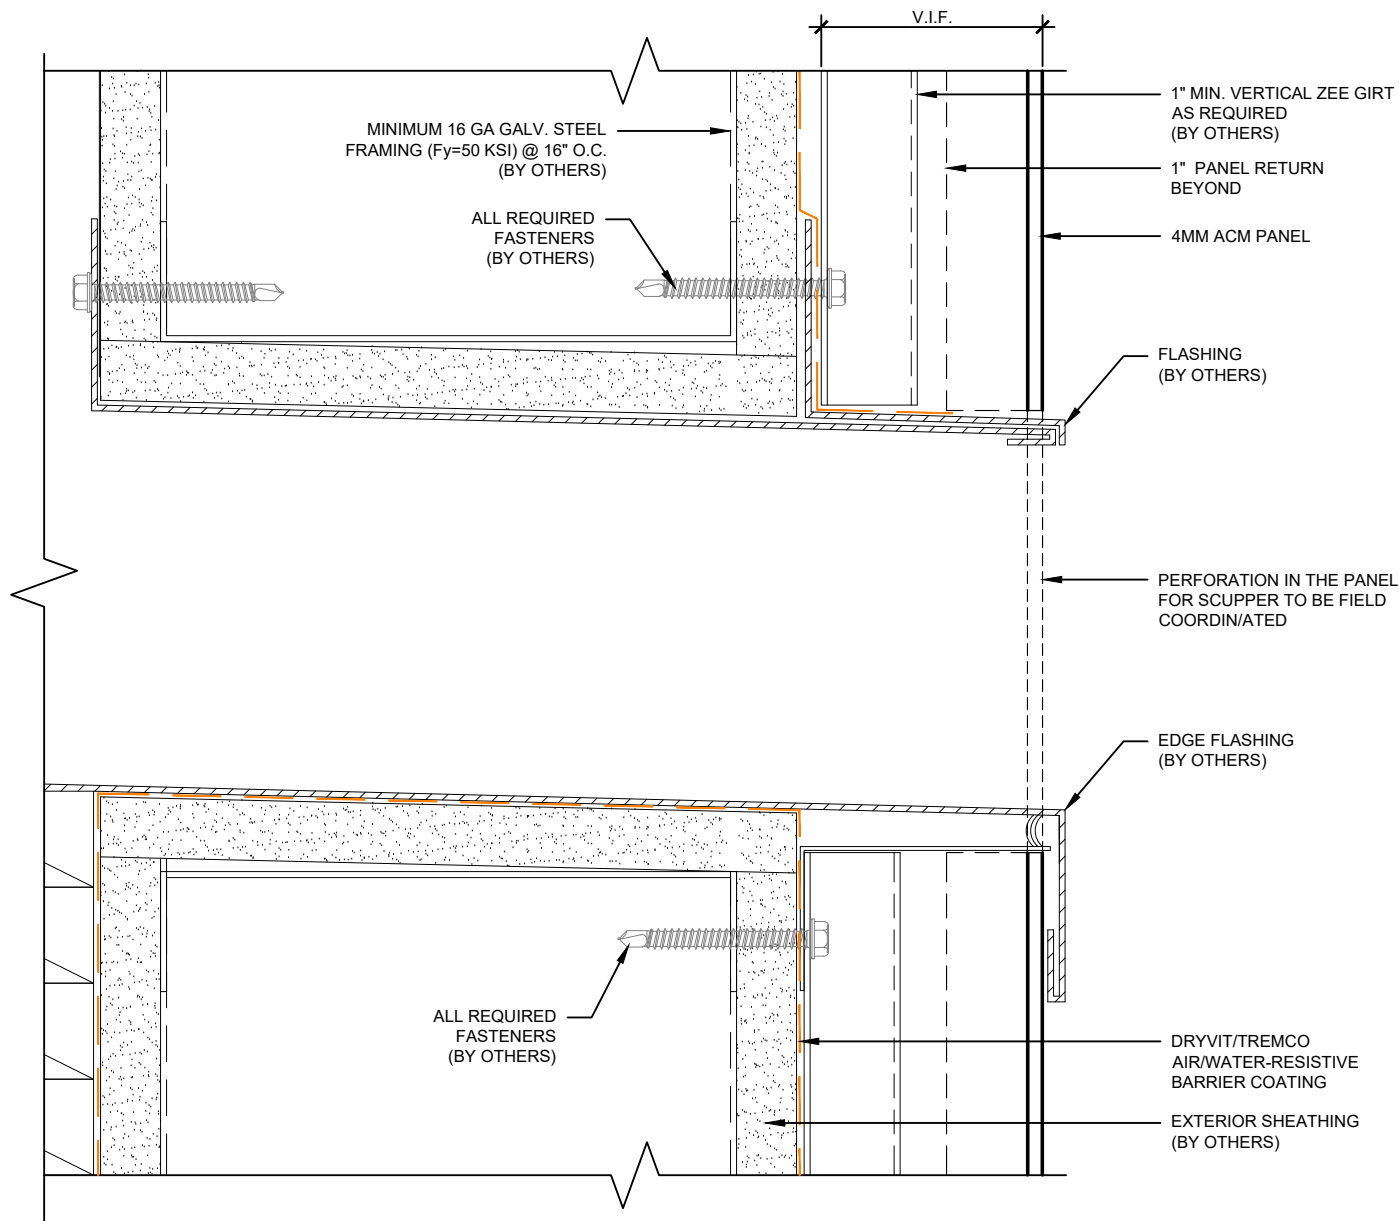 V.I.F.
MINIMUM 16 GA GALV. STEEL
FRAMING (Fy=50 KSI) @ 16" O.C.
(BY OTHERS)
ALL REQUIRED
FASTENERS
(BY OTHERS)
1" MIN. VERTICAL ZEE GIRT
AS REQUIRED
(BY OTHERS)
1" PANEL RETURN
BEYOND
4MM ACM PANEL
FLASHING
(BY OTHERS)
PERFORATION IN THE PANEL
FOR SCUPPER TO BE FIELD
COORDIN/ATED
EDGE FLASHING
(BY OTHERS)
ALL REQUIRED
FASTENERS
(BY OTHERS)
DRYVIT/TREMCO
AIR/WATER-RESISTIVE
BARRIER COATING
EXTERIOR SHEATHING
(BY OTHERS)